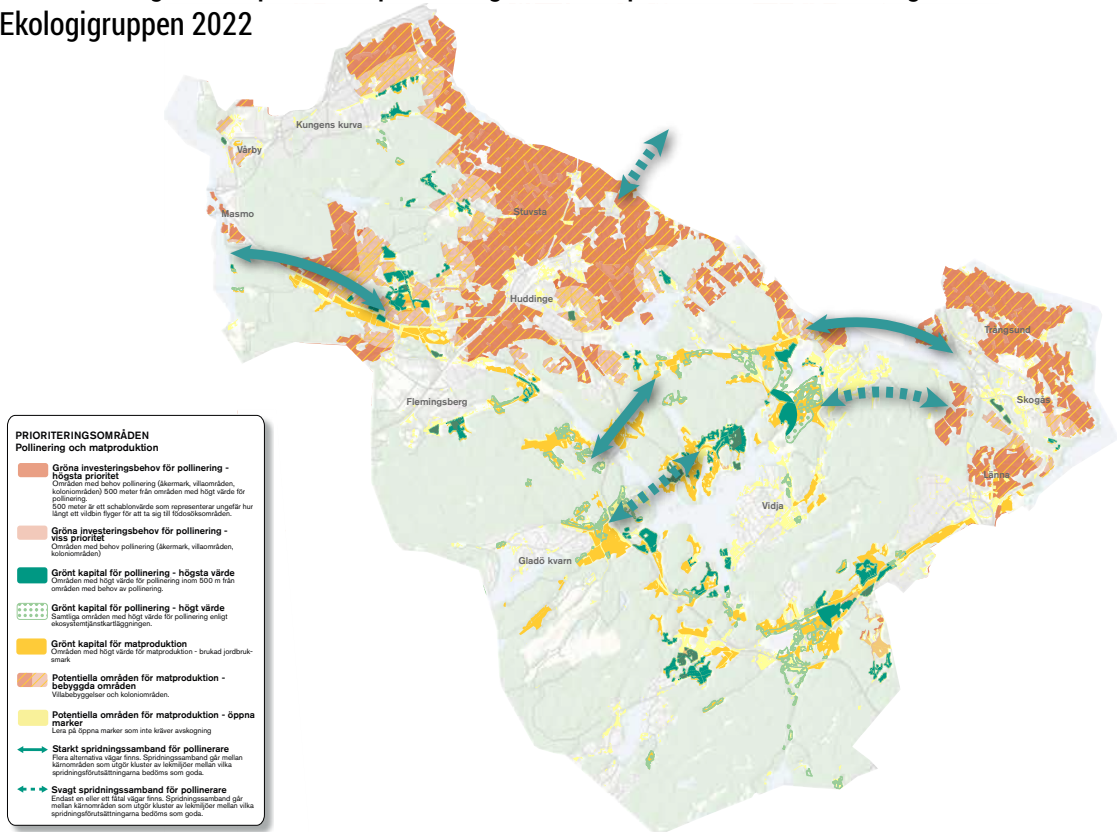 Ekologigruppen 2022
Kungens kurva
Vårby
Masmo
Stuvsta
Huddinge
Trångsund
Skogås
Flemingsberg
Länna
Vidja
Gladö kvarn
PRIORITERINGSOMRÅDEN
Pollinering och matproduktion
Gröna investeringsbehov för pollinering -
högsta prioritet
Områden med behov pollinering (åkermark, villaområden,
koloniområden) 500 meter från områden med högt värde för
pollinering.
500 meter är ett schablonvärde som representerar ungefär hur
långt ett vildbin flyger för att ta sig till födosöksområden.
Gröna investeringsbehov för pollinering -
viss prioritet
Områden med behov pollinering (åkermark, villaområden,
koloniområden)
Grönt kapital för pollinering - högsta värde
Områden med högt värde för pollinering inom 500 m från
områden med behov av pollinering.
Grönt kapital för pollinering - högt värde
Samtliga områden med högt värde för pollinering enligt
ekosystemtjänstkartläggningen.
Grönt kapital för matproduktion
Områden med högt värde för matproduktion - brukad jordbruk-
smark
Potentiella områden för matproduktion -
bebyggda områden
Villabebyggelser och koloniområden.
Potentiella områden för matproduktion - öppna
marker
Lera på öppna marker som inte kräver avskogning
Starkt spridningssamband för pollinerare
Flera alternativa vägar finns. Spridningssamband går mellan
kärnområden som utgör kluster av lekmiljöer mellan vilka
spridningsförutsättningarna bedöms som goda.
Svagt spridningssamband för pollinerare
Endast en eller ett fåtal vägar finns. Spridningssamband går
mellan kärnområden som utgör kluster av lekmiljöer mellan vilka
spridningsförutsättningarna bedöms som goda.